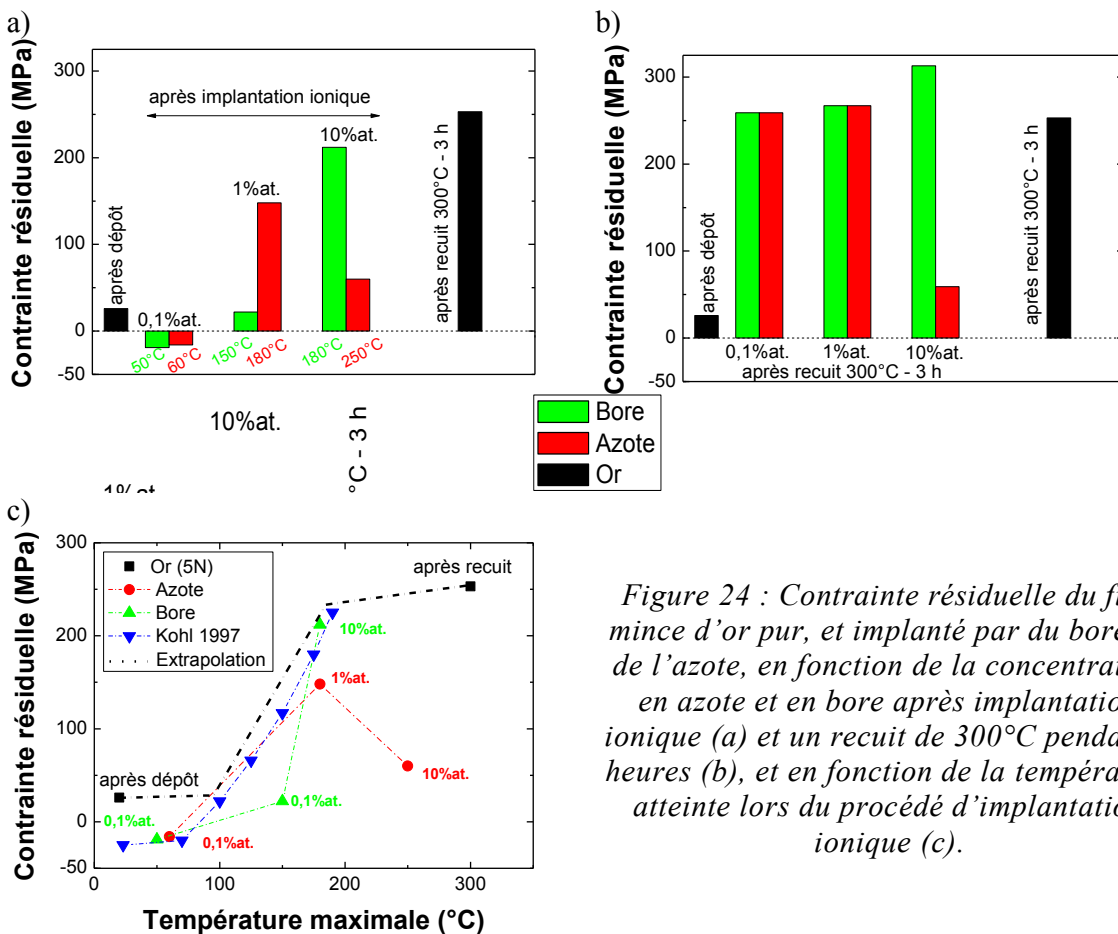 a)
Contrainte résiduelle (MPa)
300
200
100
0
-50
après implantation ionique
après dépôt
0,1%at.
1%at.
10%at.
après recuit 300°C - 3 h
50°C
60°C
150°C
180°C
180°C
250°C
b)
Contrainte résiduelle (MPa)
300
200
100
0
-50
après dépôt
0,1%at.
1%at.
10%at.
après recuit 300°C - 3 h
après recuit 300°C - 3 h
10%at.
°C - 3 h
1%at.
Bore
Azote
Or
c)
Contrainte résiduelle (MPa)
300
250
200
150
100
50
0
-50
Or (5N)
Azote
Bore
Kohl 1997
Extrapolation
après recuit
10%at.
1%at.
après dépôt
10%at.
0,1%at.
0,1%at.
0,1%at.
0
100
200
300
Température maximale (°C)
Figure 24 : Contrainte résiduelle du
mince d'or pur, et implanté par du bore
de l'azote, en fonction de la concentrat
en azote et en bore après implantatio
ionique (a) et un recuit de 300°C penda
heures (b), et en fonction de la tempéra
atteinte lors du procédé d'implantatio
ionique (c).